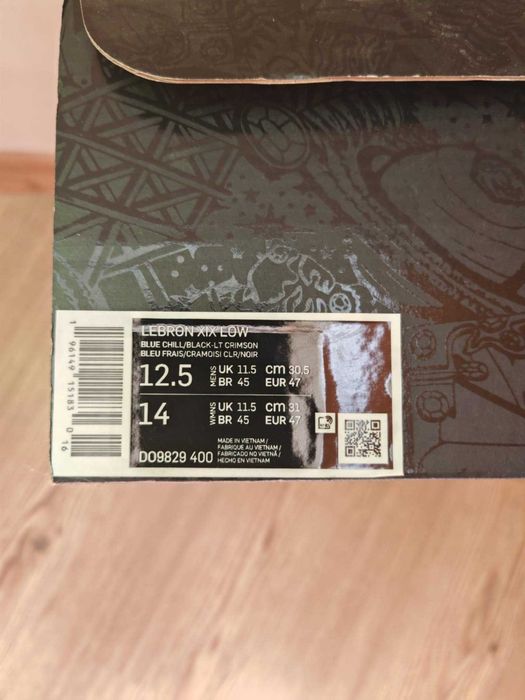 LEBRON XIX LOW
BLUE CHILL/BLACK-LT CRIMSON
BLEU FRAIS/CRAMOISI CLR/NOIR
12.5 MENS UK 11.5 cm 30.5
BR 45 EUR 47
14 WMNS UK 11.5 cm 31
BR 45 EUR 47
MADE IN VIETNAM/
FABRIQUE AU VIETNAM/
FABRICADO NO VIETNÃ/
HECHO EN VIETNAM
DO9829 400
1 96149 15183 0 16